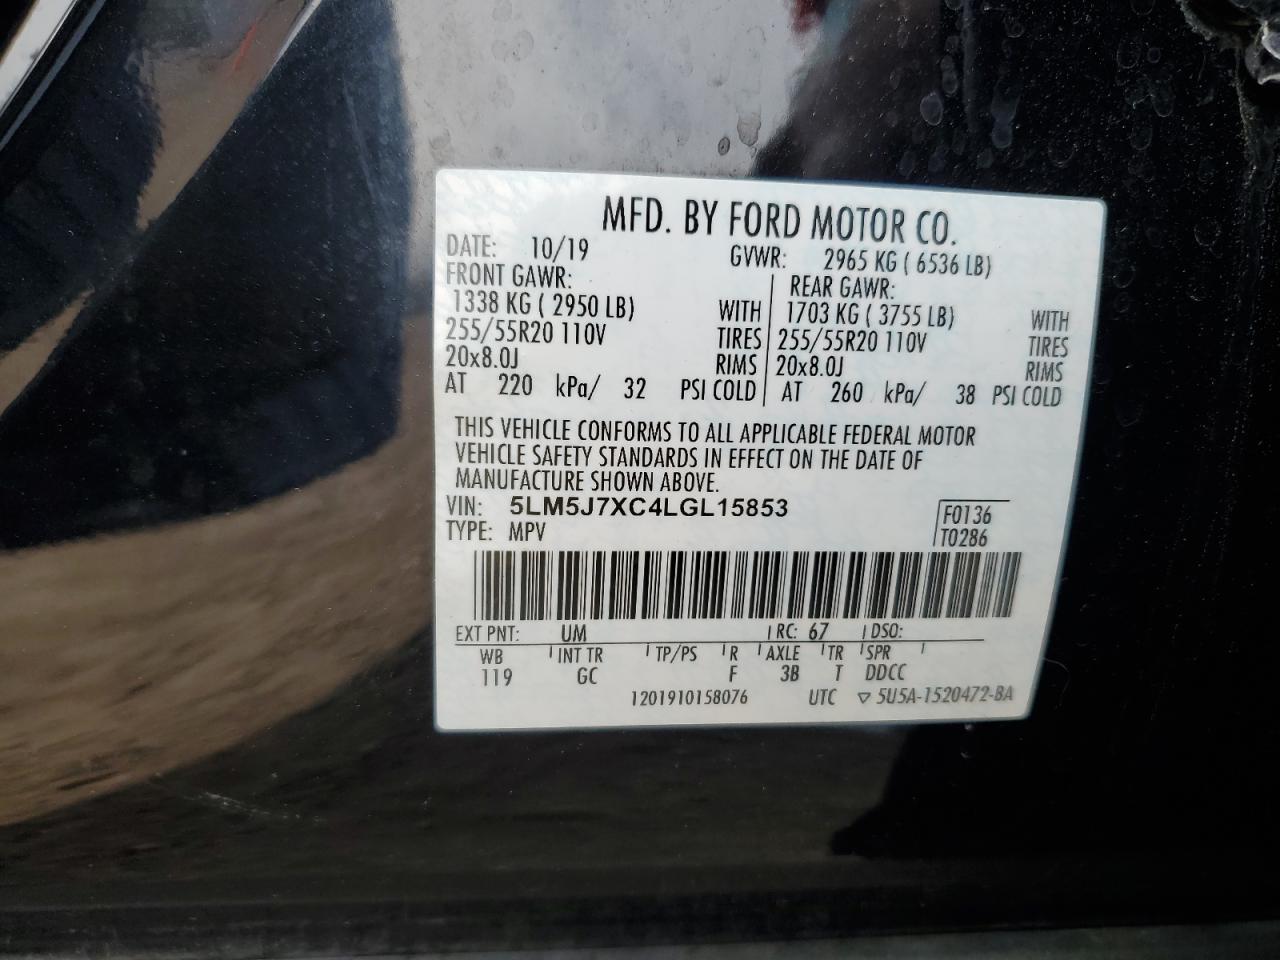 MFD. BY FORD MOTOR CO.
DATE: 10/19 GVWR: 2965 KG ( 6536 LB)
FRONT GAWR: REAR GAWR:
1338 KG ( 2950 LB) WITH 1703 KG ( 3755 LB) WITH
255/55R20 110V TIRES 255/55R20 110V TIRES
20x8.0J RIMS 20x8.0J RIMS
AT 220 kPa/ 32 PSI COLD AT 260 kPa/ 38 PSI COLD
THIS VEHICLE CONFORMS TO ALL APPLICABLE FEDERAL MOTOR
VEHICLE SAFETY STANDARDS IN EFFECT ON THE DATE OF
MANUFACTURE SHOWN ABOVE.
VIN: 5LM5J7XC4LGL15853 F0136
TYPE: MPV T0286
EXT PNT: UM RC: 67 DSO:
WB INT TR TP/PS R AXLE TR SPR
119 GC F 3B T DDCC
1201910158076 UTC ▽ 5U5A-1520472-BA